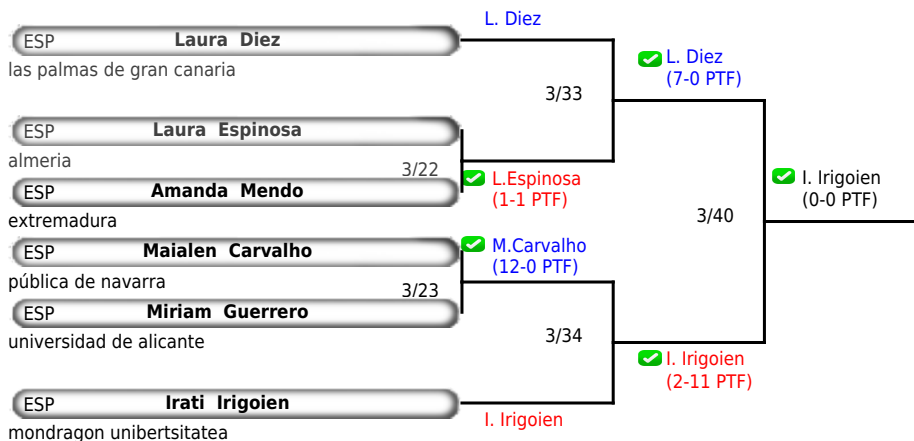 L. Diez
ESP Laura Diez
las palmas de gran canaria
L. Diez
(7-0 PTF)
3/33
ESP Laura Espinosa
almeria
3/22
ESP Amanda Mendo
extremadura
L.Espinosa
(1-1 PTF)
I. Irigoien
(0-0 PTF)
3/40
ESP Maialen Carvalho
pública de navarra
M.Carvalho
(12-0 PTF)
3/23
ESP Miriam Guerrero
universidad de alicante
3/34
I. Irigoien
(2-11 PTF)
ESP Irati Irigoien
mondragon unibertsitatea
I. Irigoien